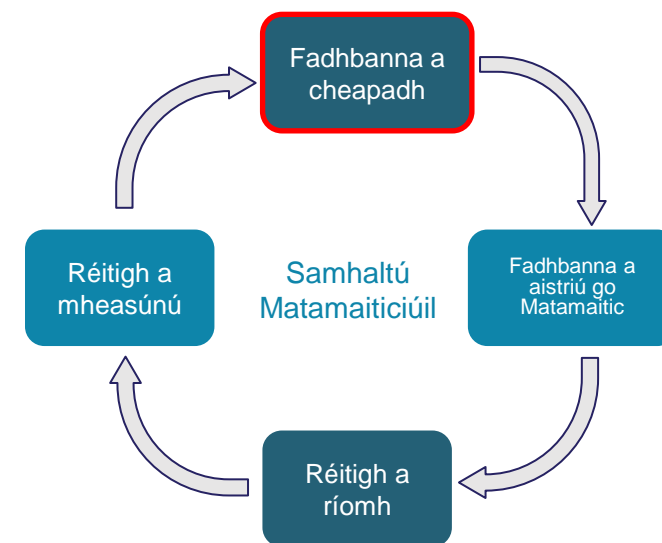 Fadhbanna a
cheapadh
Fadhbanna a
aistriú go
Matamaitic
Réitigh a
ríomh
Réitigh a
mheasúnú
Samhaltú
Matamaiticiúil